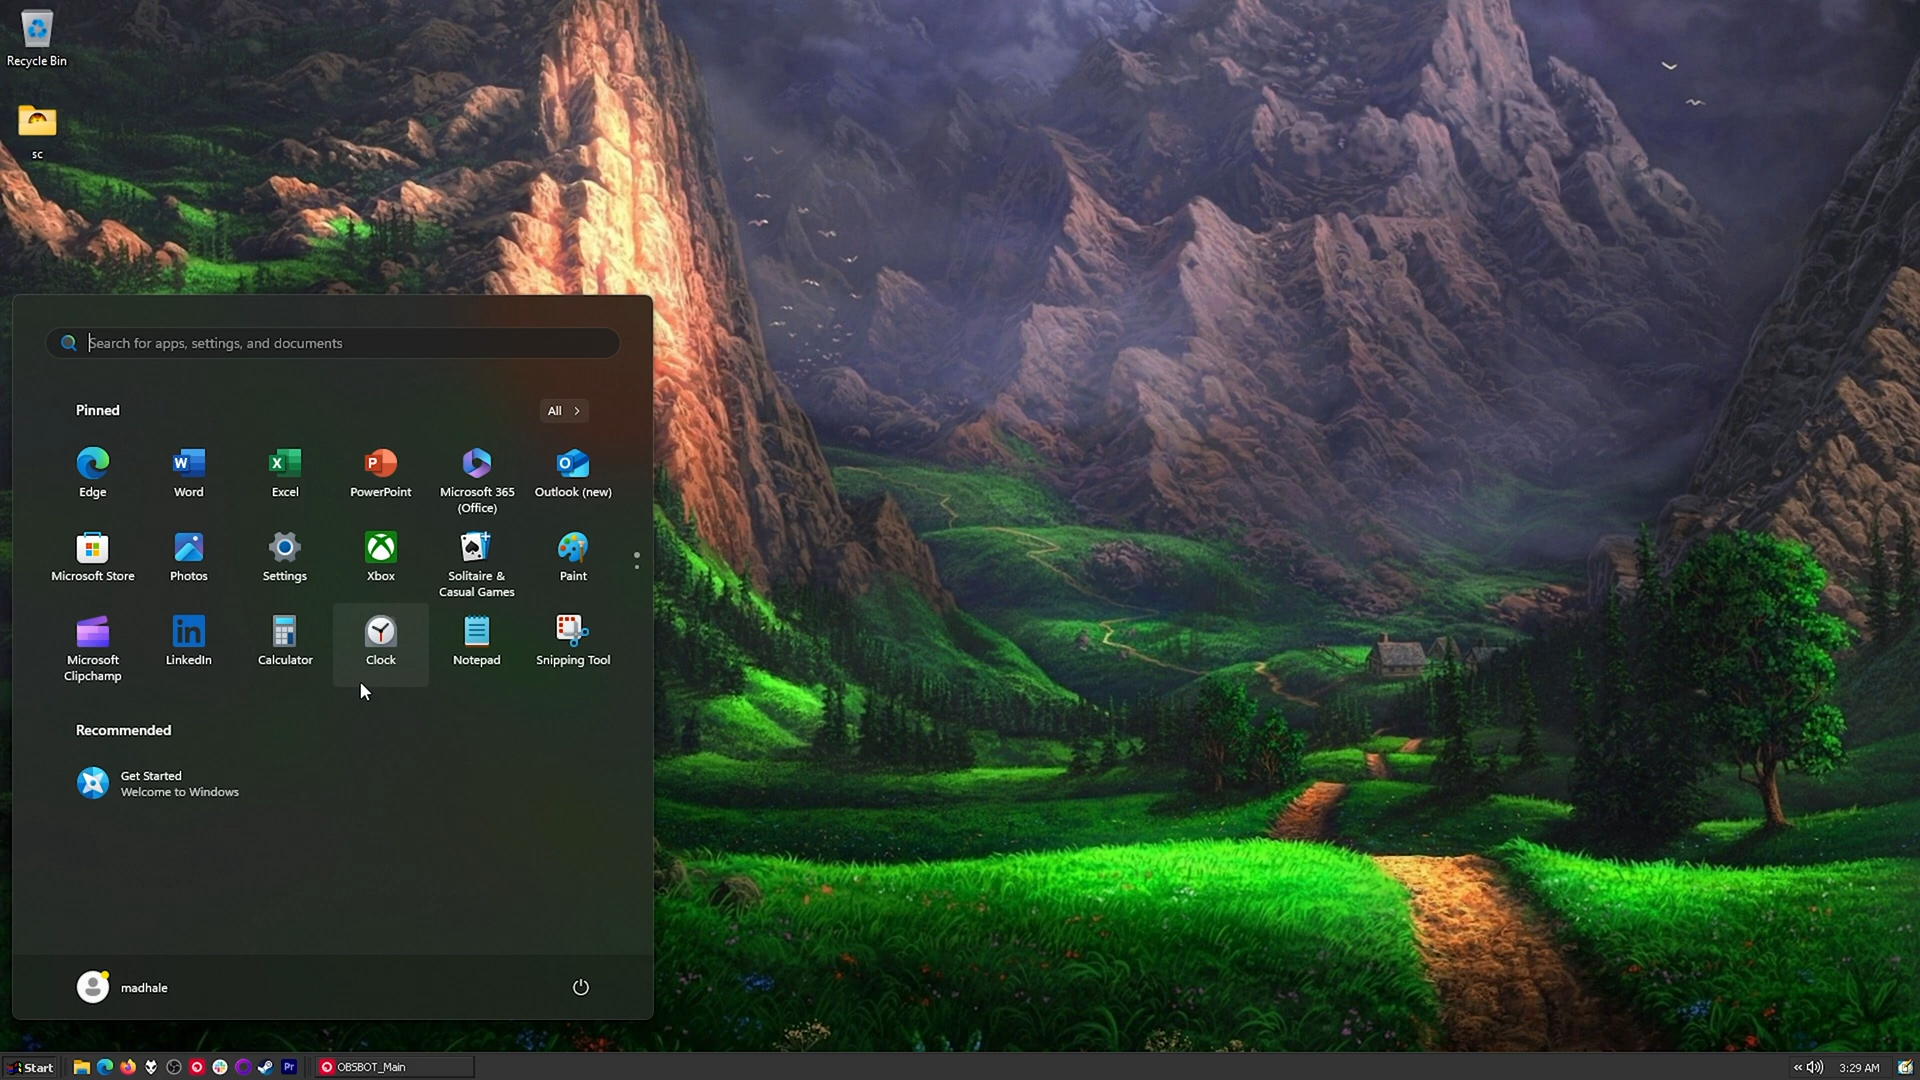 Recycle Bin
sc
Search for apps, settings, and documents
Pinned
All
Edge
Word
Excel
PowerPoint
Microsoft 365
(Office)
Outlook (new)
Microsoft Store
Photos
Settings
Xbox
Solitaire &
Casual Games
Paint
Microsoft
Clipchamp
LinkedIn
Calculator
Clock
Notepad
Snipping Tool
Recommended
Get Started
Welcome to Windows
madhale
Start
Pr
OBSBOT_Main
3:29 AM